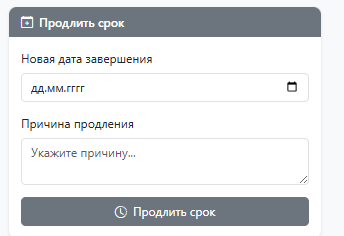 Продлить срок
Новая дата завершения
дд.мм.гггг
Причина продления
Укажите причину...
Продлить срок